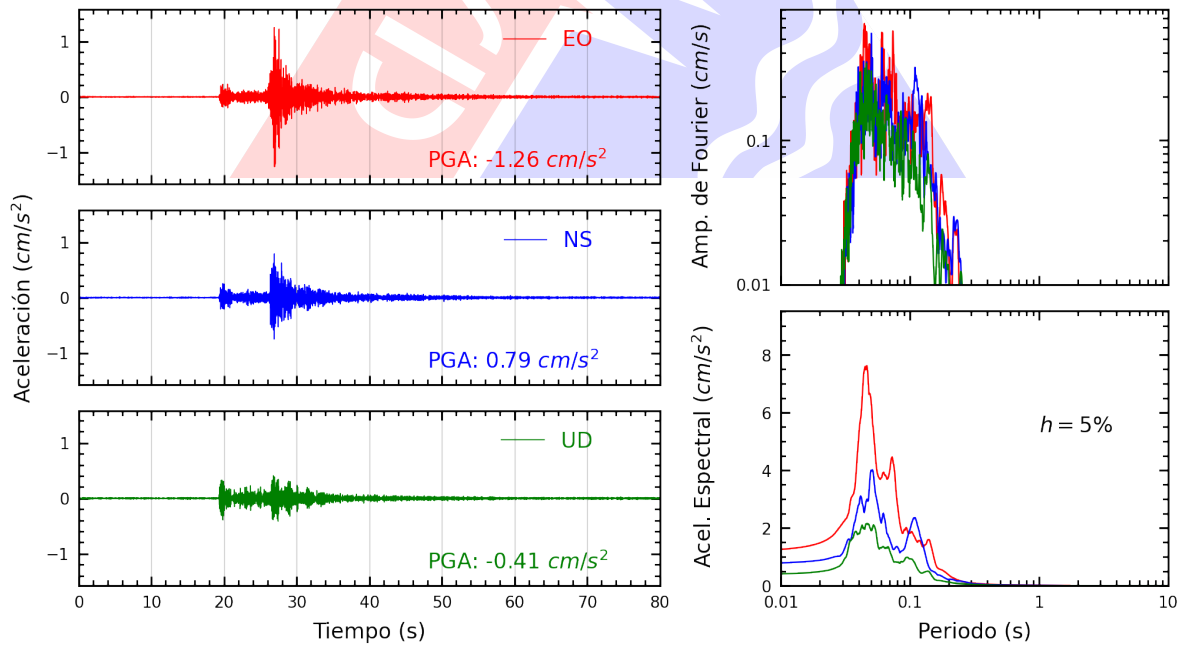 Aceleración (cm/s²)
1
0
−1
EO
PGA: -1.26 cm/s²
1
0
−1
NS
PGA: 0.79 cm/s²
1
0
−1
UD
PGA: -0.41 cm/s²
0 10 20 30 40 50 60 70 80
Tiempo (s)
Amp. de Fourier (cm/s)
0.1
0.01
Acel. Espectral (cm/s²)
8
6
4
2
0
h = 5%
0.01 0.1 1 10
Periodo (s)